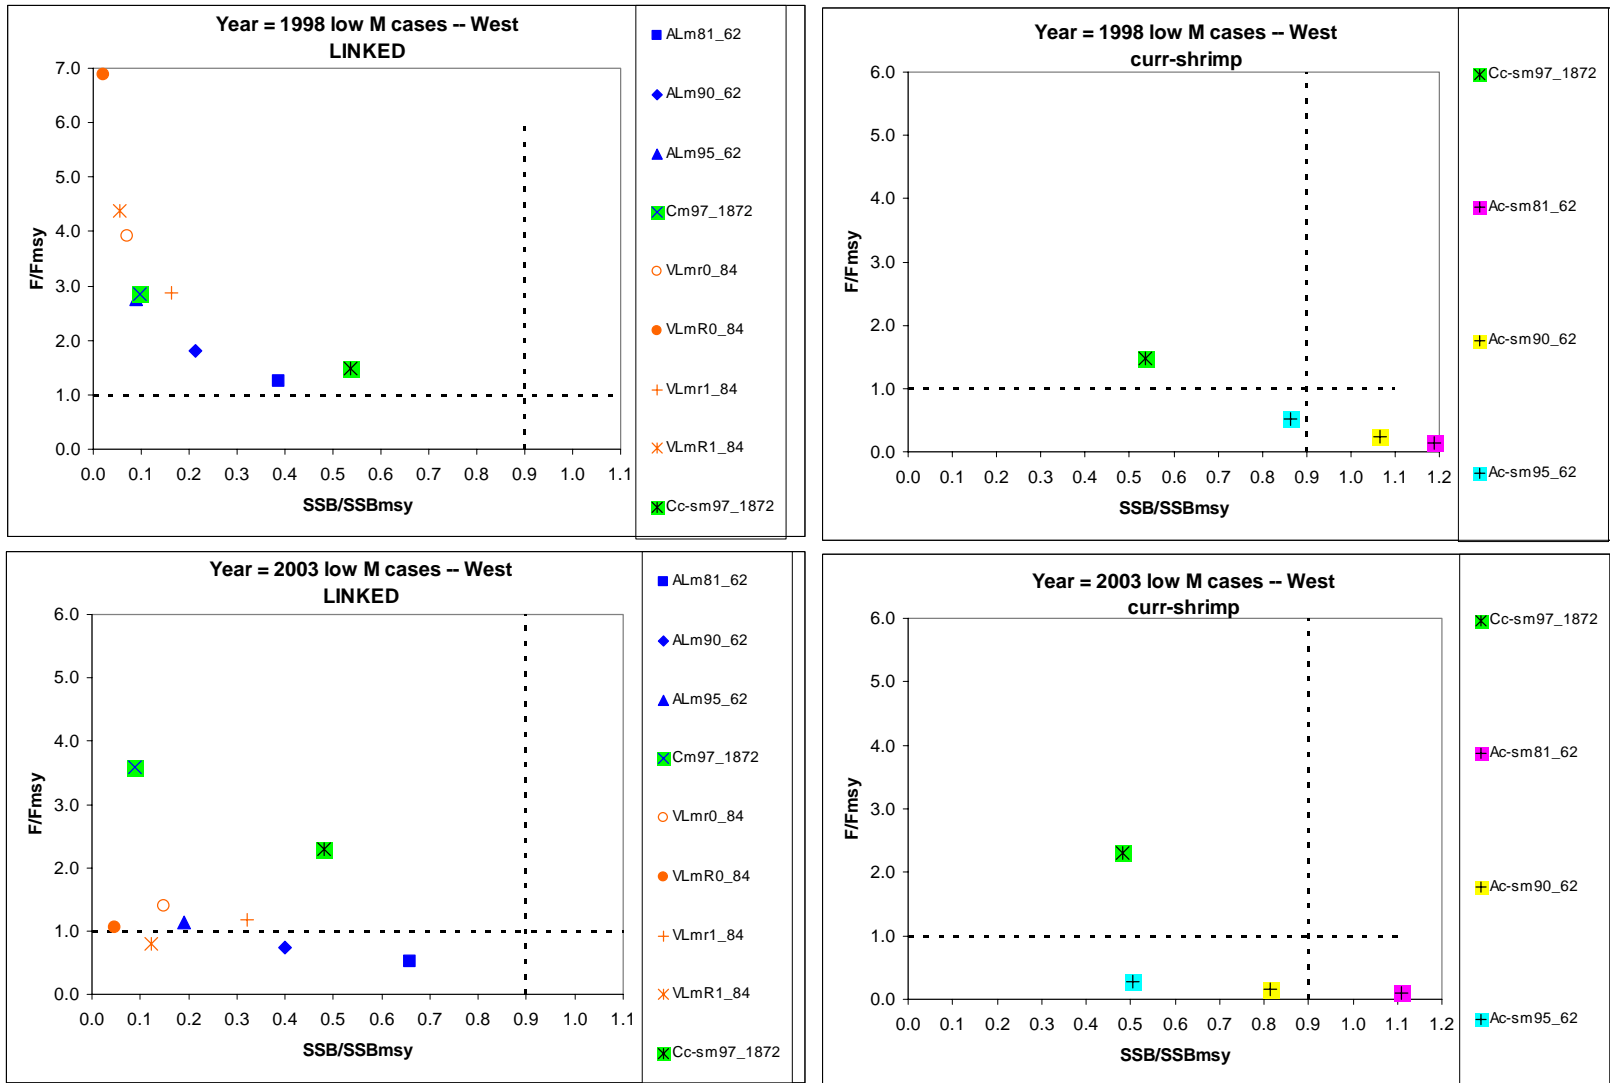 Year = 1998 low M cases -- West
LINKED
7.0
6.0
5.0
4.0
3.0
2.0
1.0
0.0
F/Fmsy
0.0 0.1 0.2 0.3 0.4 0.5 0.6 0.7 0.8 0.9 1.0 1.1
SSB/SSBmsy
ALm81_62
ALm90_62
ALm95_62
Cm97_1872
VLmr0_84
VLmR0_84
VLmr1_84
VLmR1_84
Cc-sm97_1872
Year = 1998 low M cases -- West
curr-shrimp
6.0
5.0
4.0
3.0
2.0
1.0
0.0
F/Fmsy
0.0 0.1 0.2 0.3 0.4 0.5 0.6 0.7 0.8 0.9 1.0 1.1 1.2
SSB/SSBmsy
Cc-sm97_1872
Ac-sm81_62
Ac-sm90_62
Ac-sm95_62
Year = 2003 low M cases -- West
LINKED
6.0
5.0
4.0
3.0
2.0
1.0
0.0
F/Fmsy
0.0 0.1 0.2 0.3 0.4 0.5 0.6 0.7 0.8 0.9 1.0 1.1
SSB/SSBmsy
ALm81_62
ALm90_62
ALm95_62
Cm97_1872
VLmr0_84
VLmR0_84
VLmr1_84
VLmR1_84
Cc-sm97_1872
Year = 2003 low M cases -- West
curr-shrimp
6.0
5.0
4.0
3.0
2.0
1.0
0.0
F/Fmsy
0.0 0.1 0.2 0.3 0.4 0.5 0.6 0.7 0.8 0.9 1.0 1.1 1.2
SSB/SSBmsy
Cc-sm97_1872
Ac-sm81_62
Ac-sm90_62
Ac-sm95_62